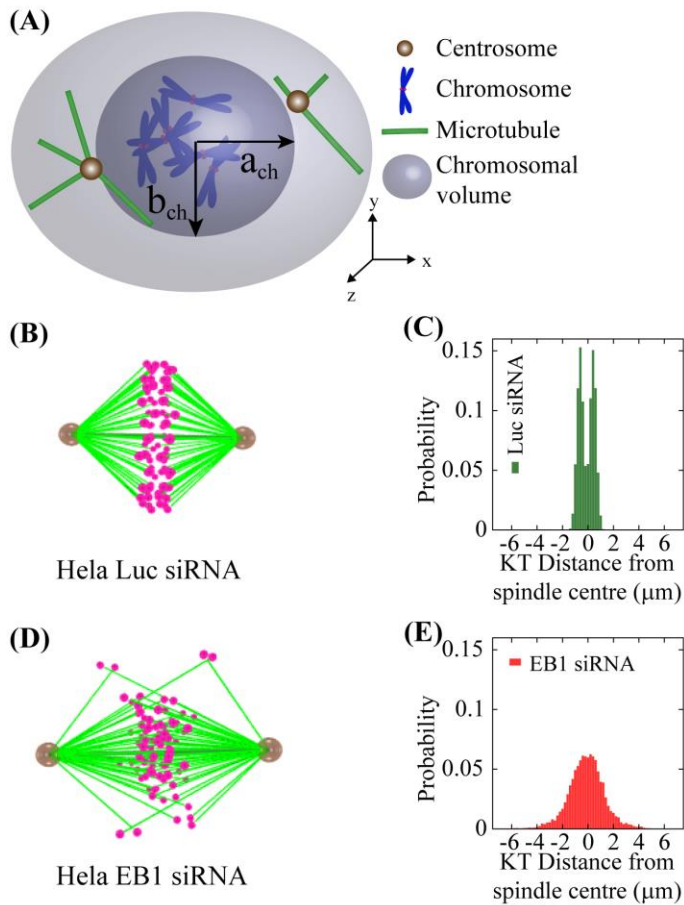 (A)
Centrosome
Chromosome
Microtubule
Chromosomal
volume
a_ch
b_ch
y
x
z
(B)
Hela Luc siRNA
(C)
0.15
0.1
0.05
0
Probability
Luc siRNA
-6 -4 -2 0 2 4 6
KT Distance from
spindle centre (μm)
(D)
Hela EB1 siRNA
(E)
0.15
0.1
0.05
0
Probability
EB1 siRNA
-6 -4 -2 0 2 4 6
KT Distance from
spindle centre (μm)